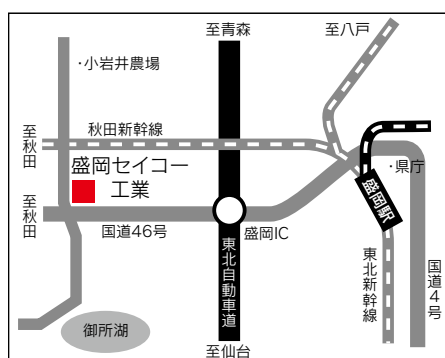 至青森
至八戸
・小岩井農場
至秋田
秋田新幹線
盛岡セイコー
工業
・県庁
盛岡駅
至秋田
国道46号
盛岡IC
東北自動車道
東北新幹線
国道4号
御所湖
至仙台